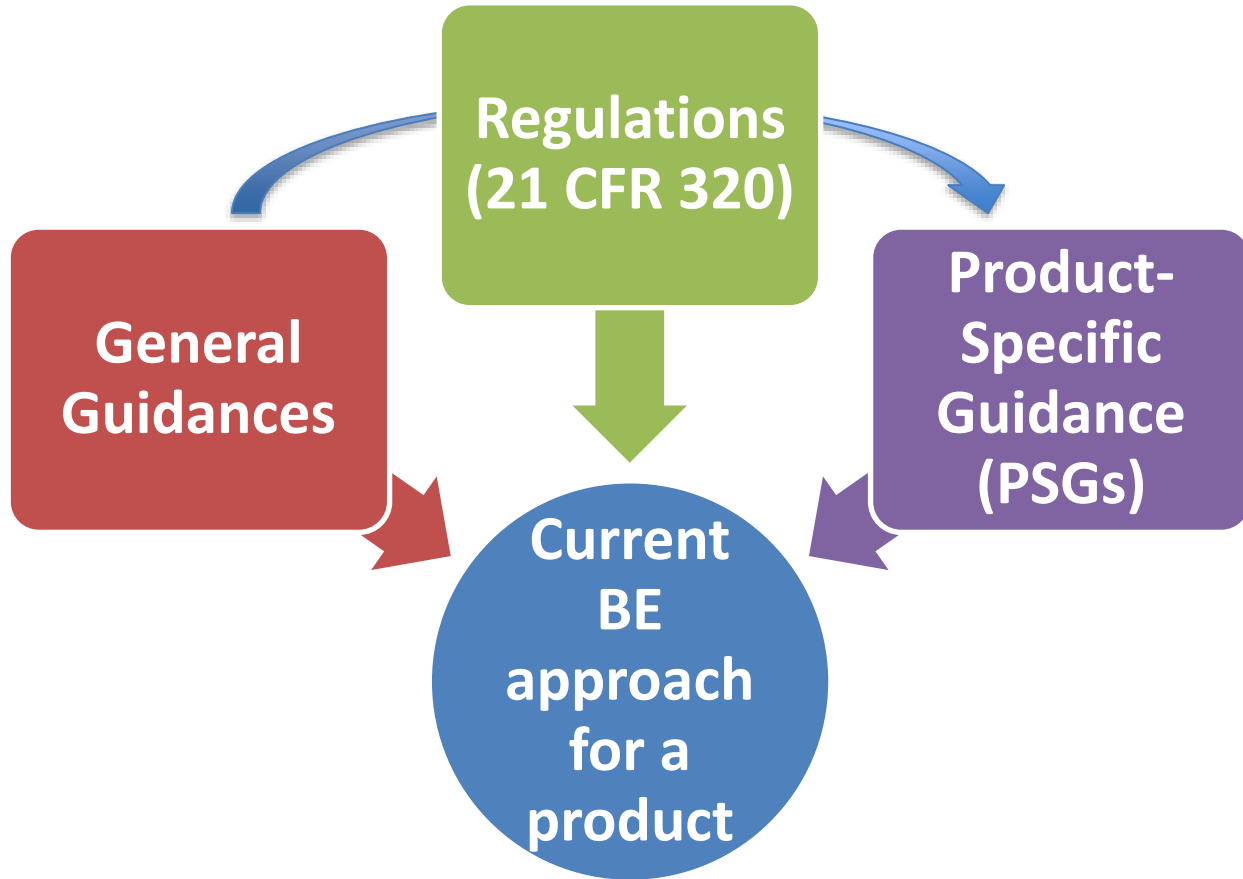 Regulations
(21 CFR 320)
General
Guidances
Product-
Specific
Guidance
(PSGs)
Current
BE
approach
for a
product